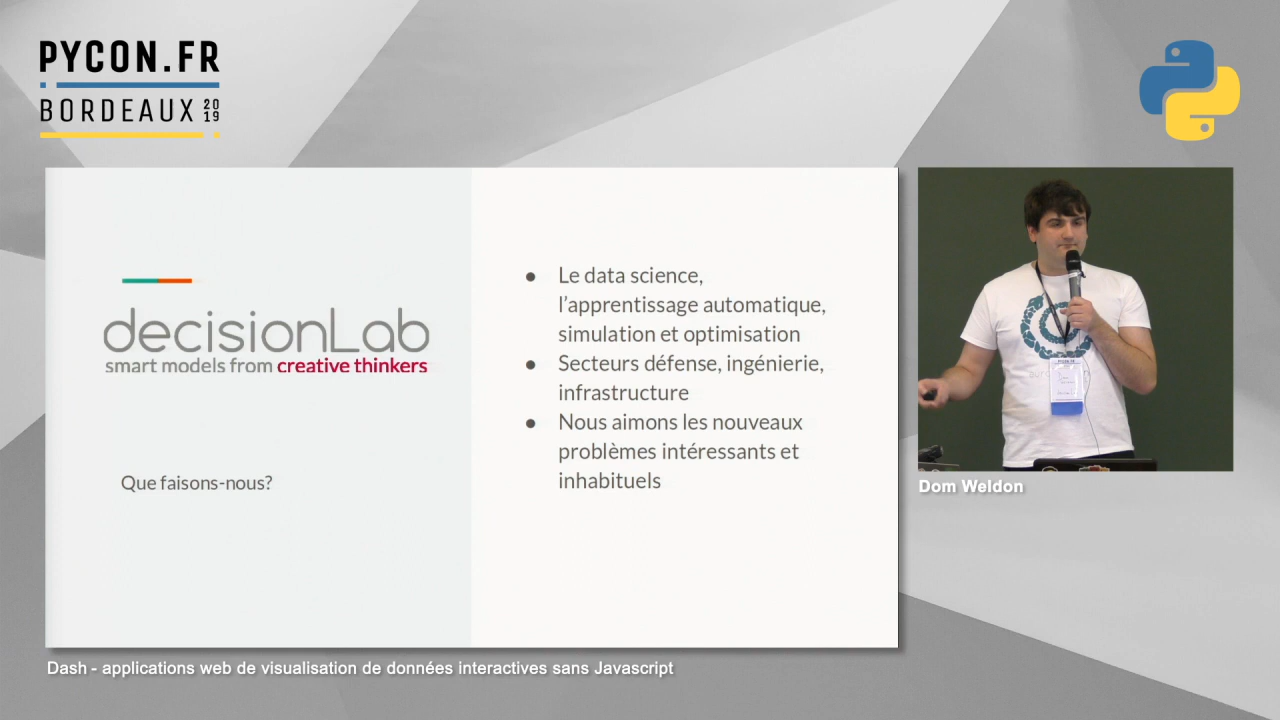 PYCON.FR
BORDEAUX 2019
decisionLab
smart models from creative thinkers
Que faisons-nous?
● Le data science,
l’apprentissage automatique,
simulation et optimisation
● Secteurs défense, ingénierie,
infrastructure
● Nous aimons les nouveaux
problèmes intéressants et
inhabituels
PYCON.FR
Dom Weldon
Dash - applications web de visualisation de données interactives sans Javascript